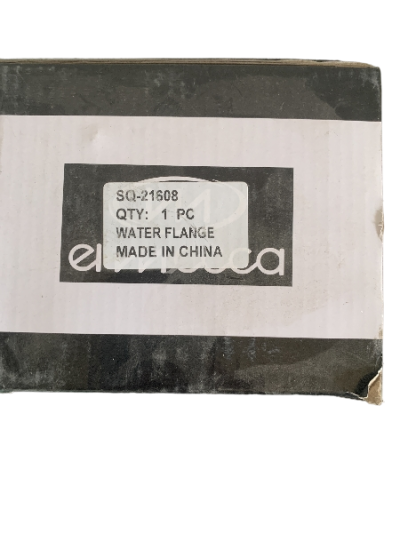 SQ-21608
QTY: 1 PC
WATER FLANGE
MADE IN CHINA